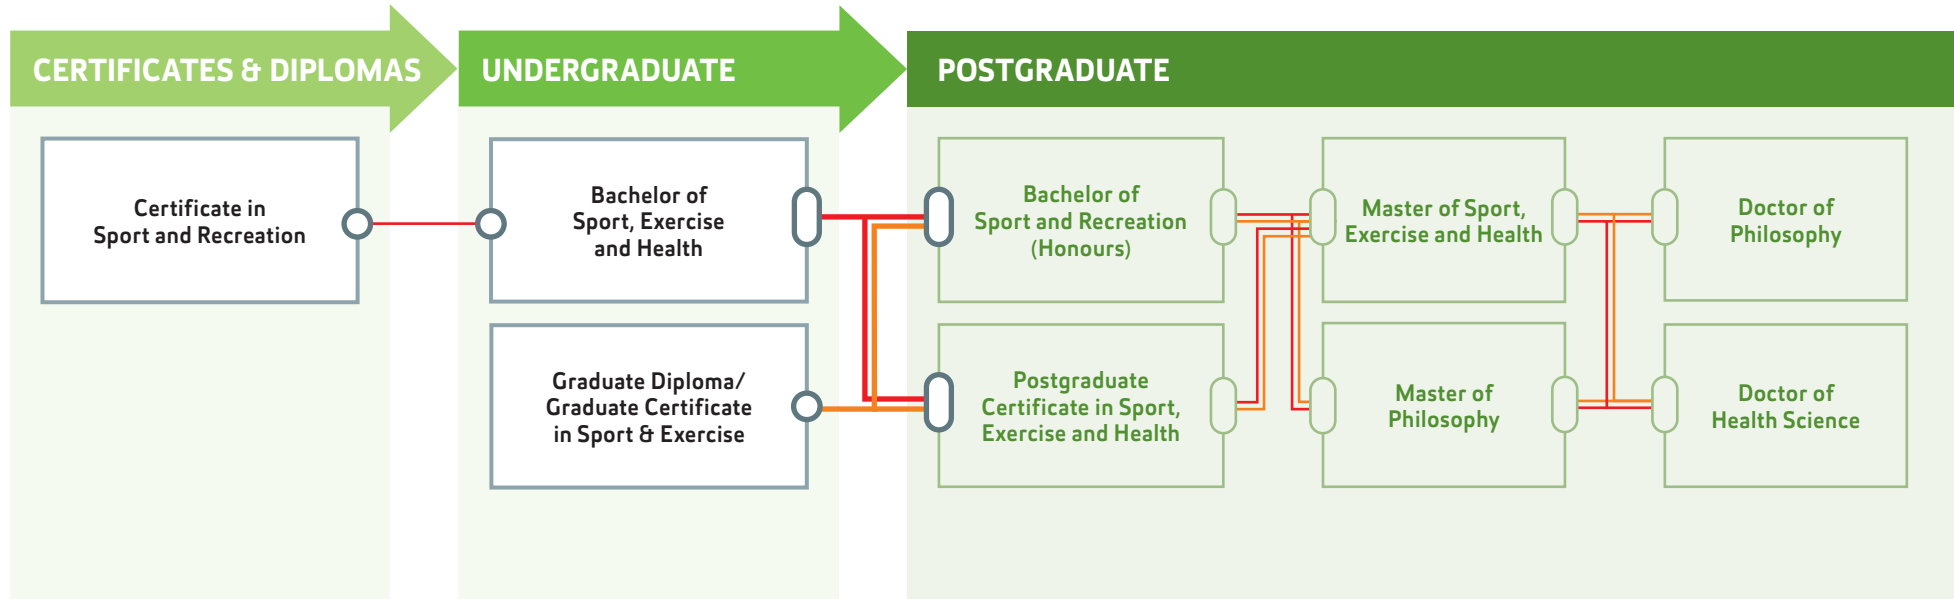 CERTIFICATES & DIPLOMAS
UNDERGRADUATE
POSTGRADUATE
Certificate in
Sport and Recreation
Bachelor of
Sport, Exercise
and Health
Graduate Diploma/
Graduate Certificate
in Sport & Exercise
Bachelor of
Sport and Recreation
(Honours)
Postgraduate
Certificate in Sport,
Exercise and Health
Master of Sport,
Exercise and Health
Master of
Philosophy
Doctor of
Philosophy
Doctor of
Health Science